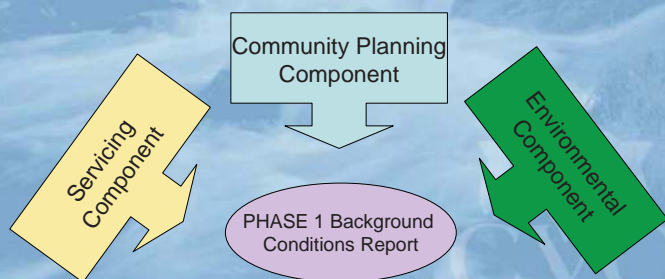 Community Planning
Component
Servicing
Component
Environmental
Component
PHASE 1 Background
Conditions Report